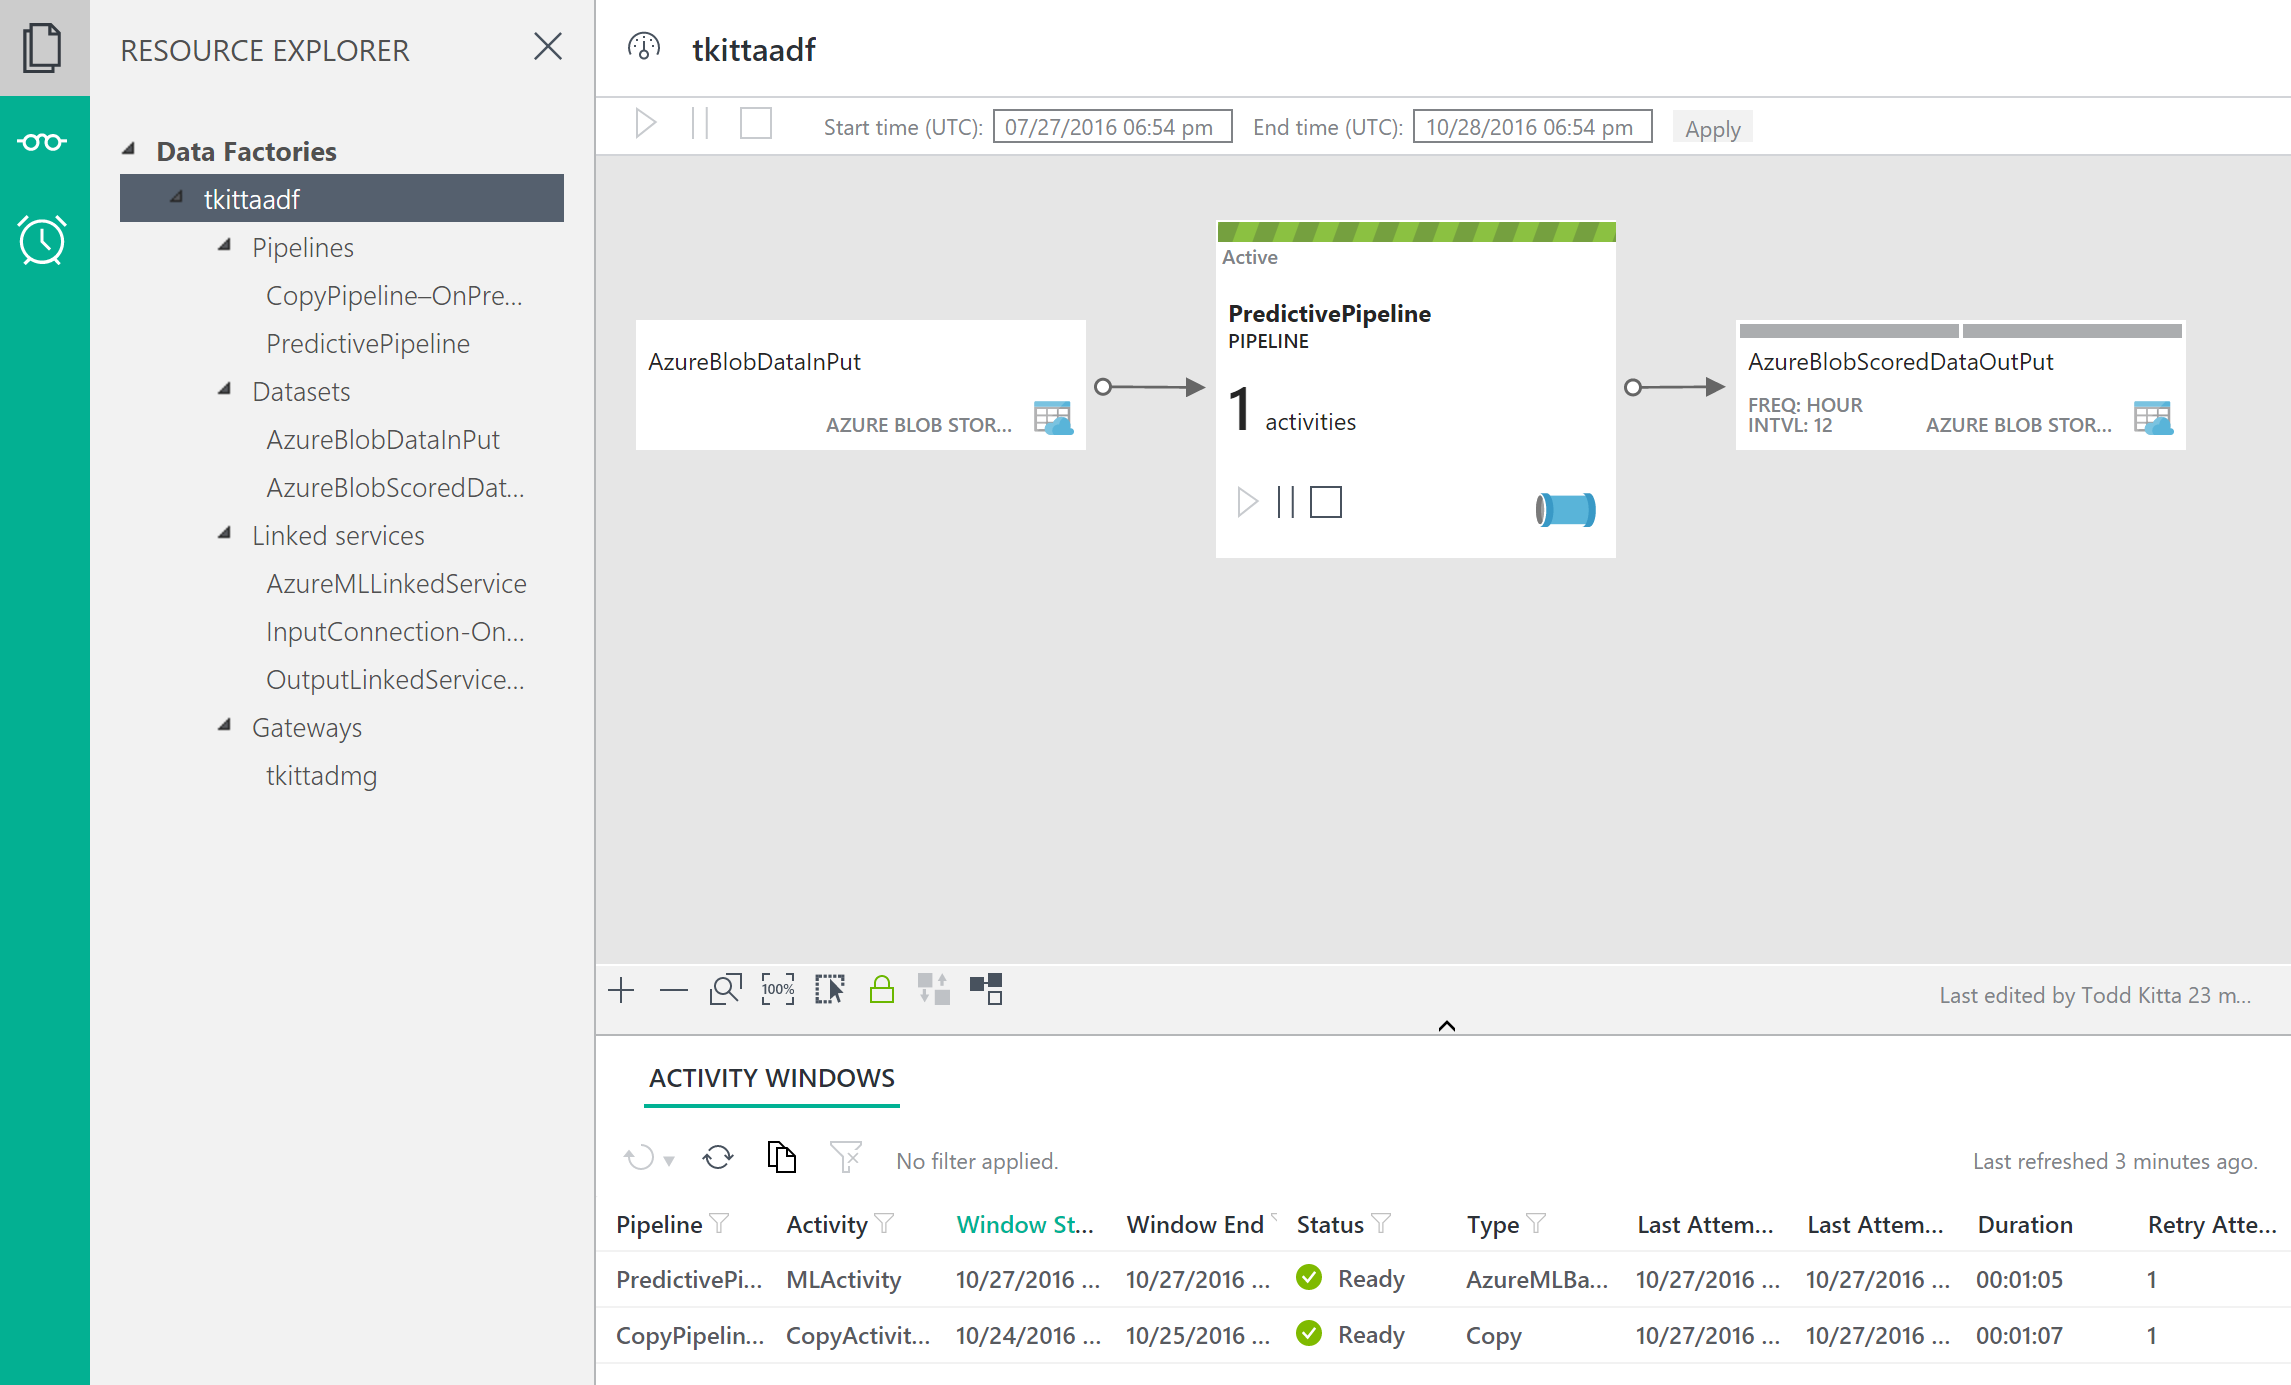 RESOURCE EXPLORER
Data Factories
tkittaadf
Pipelines
CopyPipeline–OnPre...
PredictivePipeline
Datasets
AzureBlobDataInPut
AzureBlobScoredDat...
Linked services
AzureMLLinkedService
InputConnection-On...
OutputLinkedService...
Gateways
tkittadmg
tkittaadf
Start time (UTC): 07/27/2016 06:54 pm End time (UTC): 10/28/2016 06:54 pm Apply
AzureBlobDataInPut
AZURE BLOB STOR...
Active
PredictivePipeline
PIPELINE
1 activities
AzureBlobScoredDataOutPut
FREQ: HOUR
INTVL: 12 AZURE BLOB STOR...
100%
Last edited by Todd Kitta 23 m...
ACTIVITY WINDOWS
No filter applied. Last refreshed 3 minutes ago.
Pipeline Activity Window St... Window End Status Type Last Attem... Last Attem... Duration Retry Atte...
PredictivePi... MLActivity 10/27/2016 ... 10/27/2016 ... Ready AzureMLBa... 10/27/2016 ... 10/27/2016 ... 00:01:05 1
CopyPipelin... CopyActivit... 10/24/2016 ... 10/25/2016 ... Ready Copy 10/27/2016 ... 10/27/2016 ... 00:01:07 1